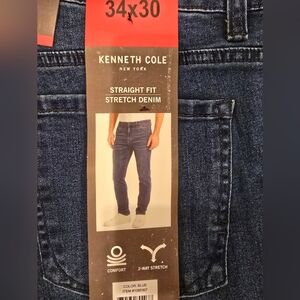 34x30
KENNETH COLE
NEW YORK
STRAIGHT FIT
STRETCH DENIM
COMFORT
2-WAY STRETCH
COLOR: BLUE